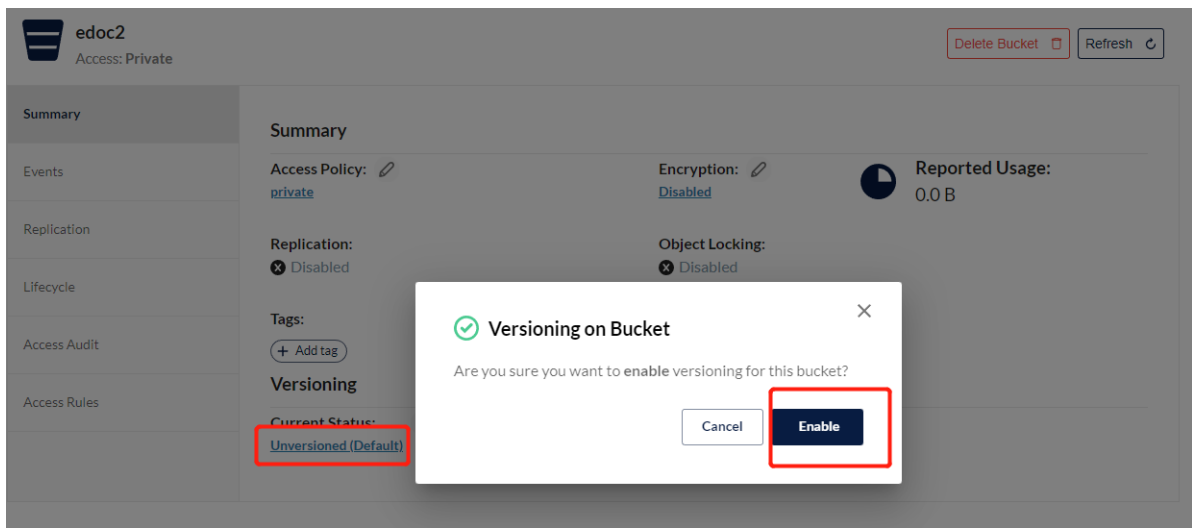 edoc2
Access: Private
Delete Bucket
Refresh
Summary
Events
Replication
Lifecycle
Access Audit
Access Rules
Summary
Access Policy:
private
Encryption:
Disabled
Reported Usage:
0.0 B
Replication:
Disabled
Object Locking:
Disabled
Tags:
+ Add tag
Versioning
Current Status:
Unversioned (Default)
Versioning on Bucket
Are you sure you want to enable versioning for this bucket?
Cancel
Enable